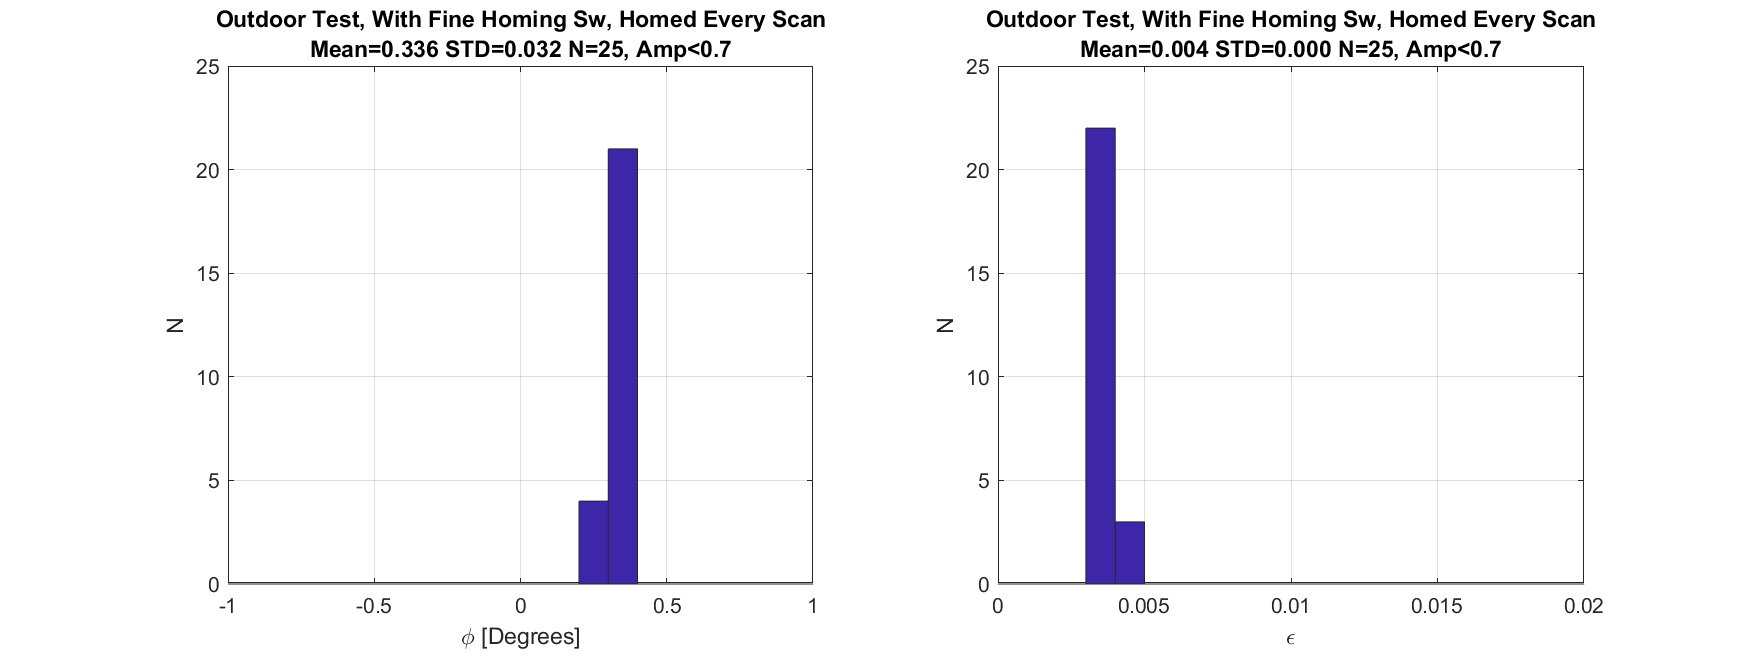 Outdoor Test, With Fine Homing Sw, Homed Every Scan
Mean=0.336 STD=0.032 N=25, Amp<0.7
25
20
15
10
5
0
N
-1
-0.5
0
0.5
1
ϕ [Degrees]
Outdoor Test, With Fine Homing Sw, Homed Every Scan
Mean=0.004 STD=0.000 N=25, Amp<0.7
25
20
15
10
5
0
N
0
0.005
0.01
0.015
0.02
ϵ